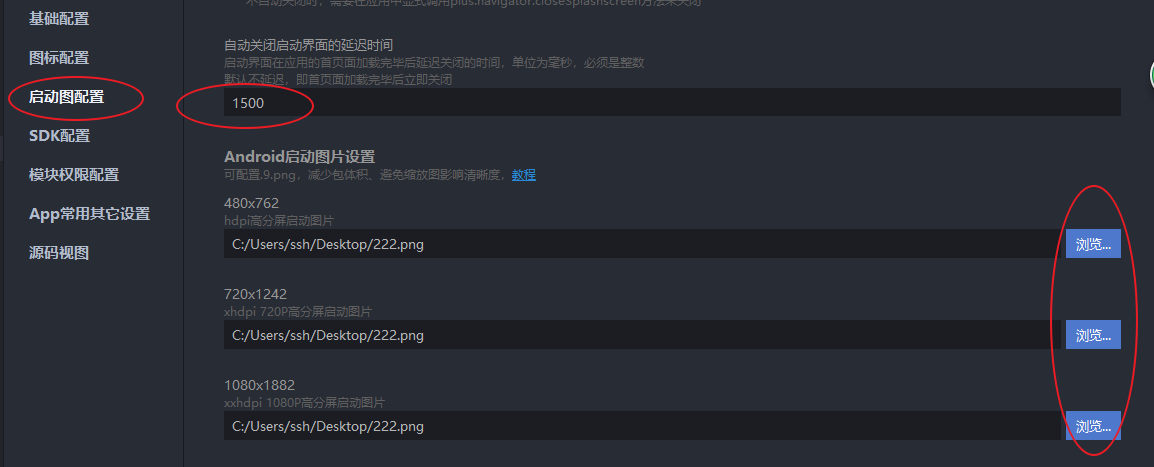 基础配置
图标配置
启动图配置
SDK配置
模块权限配置
App常用其它设置
源码视图
不自动关闭时，需要在应用中显式调用plus.navigator.closeSplashscreen方法来关闭
自动关闭启动界面的延迟时间
启动界面在应用的首页面加载完毕后延迟关闭的时间，单位为毫秒，必须是整数
默认不延迟，即首页面加载完毕后立即关闭
1500
Android启动图片设置
可配置.9.png，减少包体积、避免缩放图影响清晰度，教程
480x762
hdpi高分屏启动图片
C:/Users/ssh/Desktop/222.png
浏览...
720x1242
xhdpi 720P高分屏启动图片
C:/Users/ssh/Desktop/222.png
浏览...
1080x1882
xxhdpi 1080P高分屏启动图片
C:/Users/ssh/Desktop/222.png
浏览...